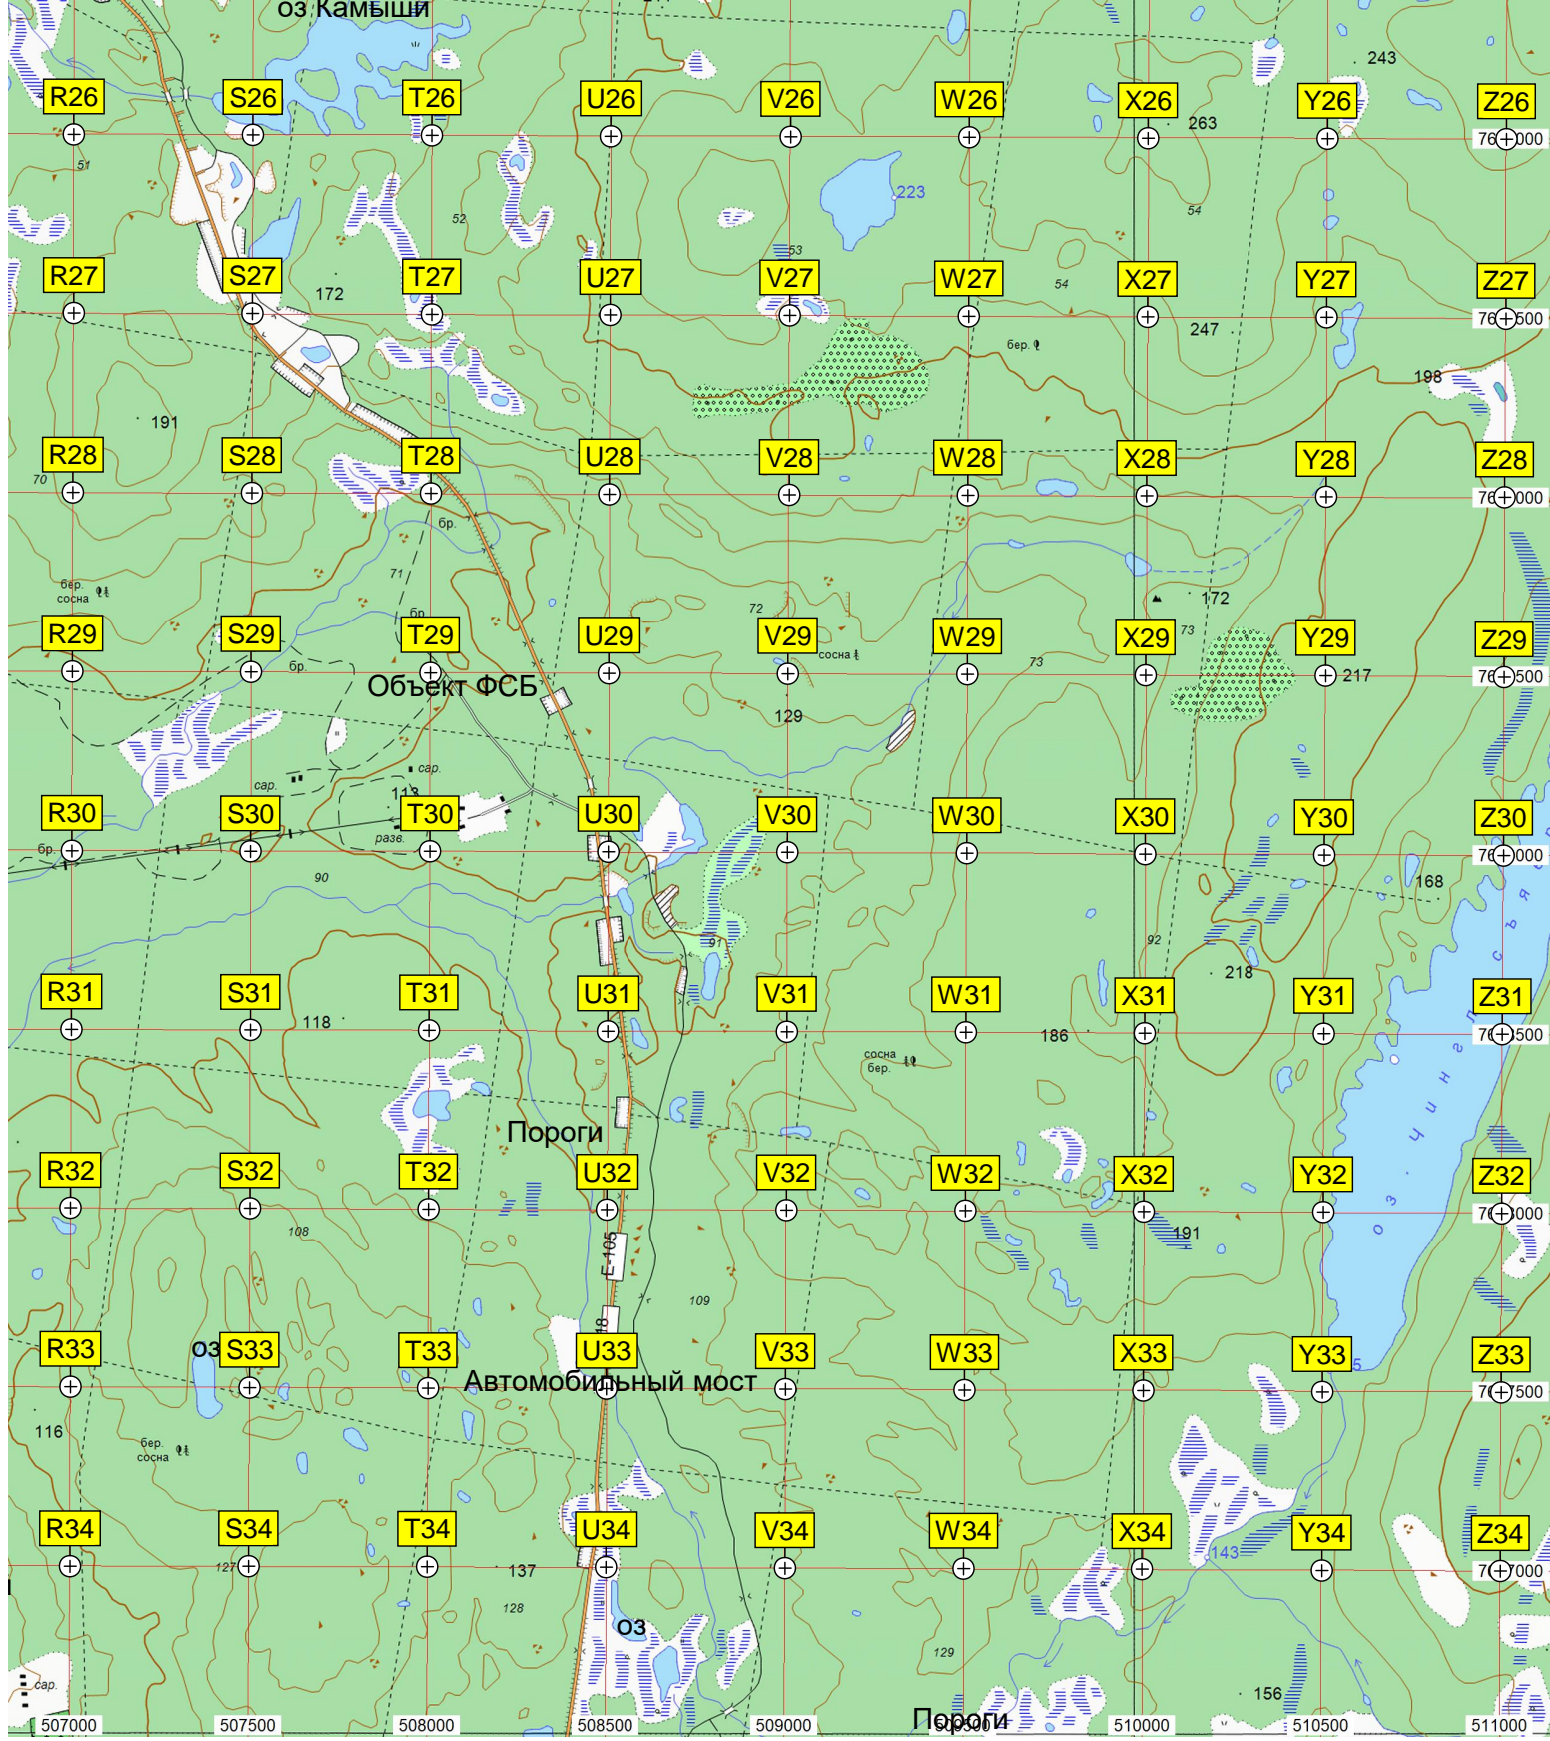 оз Камыши
243
R26 S26 T26 U26 V26 W26 X26 Y26 Z26
263
51
223
52
54
53
R27 S27 T27 U27 V27 W27 X27 Y27 Z27
172
54
247
бер.
198
191
R28 S28 T28 U28 V28 W28 X28 Y28 Z28
70
бр.
71
бер.
сосна
172
72
бр.
R29 S29 T29 U29 V29 W29 X29 Y29 Z29
73
сосна
73
бр.
217
Объект ФСБ
129
сар.
сар.
113
R30 S30 T30 U30 V30 W30 X30 Y30 Z30
разв.
бр.
90
168
91
92
218
R31 S31 T31 U31 V31 W31 X31 Y31 Z31
118
186
сосна
бер.
Пороги
R32 S32 T32 U32 V32 W32 X32 Y32 Z32
108
191
E-105
109
18
R33 S33 T33 U33 V33 W33 X33 Y33 Z33
оз
5
Автомобильный мост
116
бер.
сосна
R34 S34 T34 U34 V34 W34 X34 Y34 Z34
143
127
137
128
оз
129
сар.
156
Пороги
507000 507500 508000 508500 509000 509500 510000 510500 511000